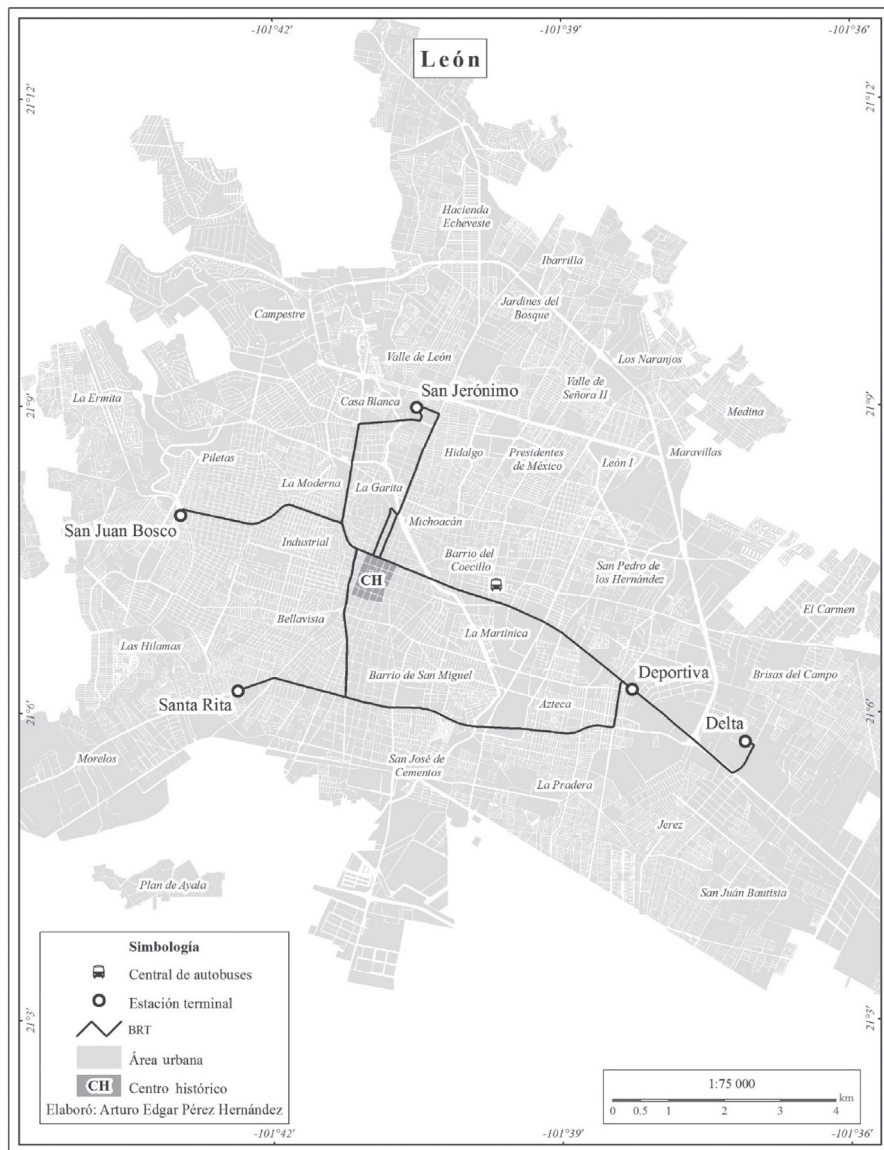 -101°42'
-101°39'
-101°36'
León
21°12'
21°12'
Hacienda
Echeveste
Ibarrilla
Jardines del
Bosque
Campestre
Valle de León
Los Naranjos
Valle de
Señora II
San Jerónimo
La Ermita
21°9'
Casa Blanca
21°9'
Medina
Piletas
Hidalgo
Presidentes
de México
Maravillas
León I
La Moderna
La Garita
San Juan Bosco
Michoacán
Industrial
Barrio del
Coecillo
San Pedro de
los Hernández
CH
El Carmen
Bellavista
La Martinica
Las Hilamas
Barrio de San Miguel
Deportiva
Brisas del Campo
Santa Rita
Azteca
21°6'
Delta
21°6'
Morelos
San José de
Cementos
La Pradera
Jerez
Plan de Ayala
San Juán Bautista
Simbología
Central de autobuses
Estación terminal
BRT
Área urbana
CH Centro histórico
Elaboró: Arturo Edgar Pérez Hernández
21°3'
21°3'
1:75 000
km
0 0.5 1 2 3 4
-101°42'
-101°39'
-101°36'